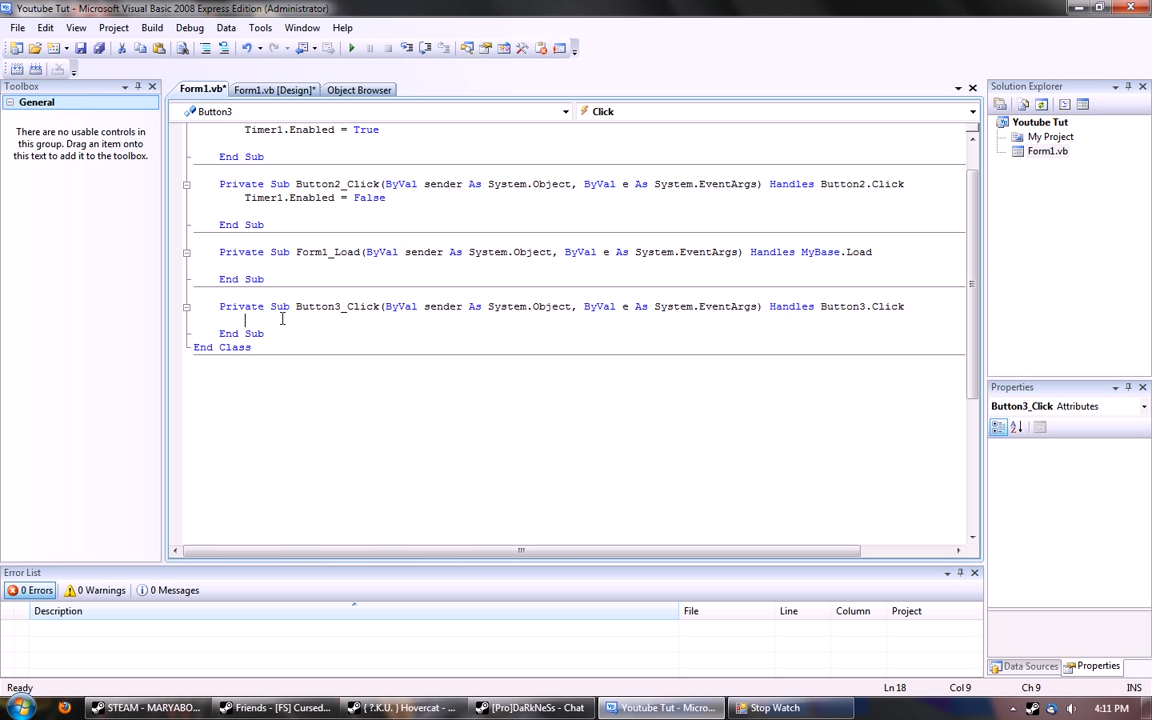 Youtube Tut - Microsoft Visual Basic 2008 Express Edition (Administrator)
File Edit View Project Build Debug Data Tools Window Help
Toolbox
General
There are no usable controls in
this group. Drag an item onto
this text to add it to the toolbox.
Form1.vb* Form1.vb [Design]* Object Browser
Button3 Click
Timer1.Enabled = True
End Sub
Private Sub Button2_Click(ByVal sender As System.Object, ByVal e As System.EventArgs) Handles Button2.Click
Timer1.Enabled = False
End Sub
Private Sub Form1_Load(ByVal sender As System.Object, ByVal e As System.EventArgs) Handles MyBase.Load
End Sub
Private Sub Button3_Click(ByVal sender As System.Object, ByVal e As System.EventArgs) Handles Button3.Click
End Sub
End Class
Solution Explorer
Youtube Tut
My Project
Form1.vb
Properties
Button3_Click Attributes
Data Sources Properties
Error List
0 Errors 0 Warnings 0 Messages
Description File Line Column Project
Ready Ln 18 Col 9 Ch 9 INS
STEAM - MARYABO... Friends - [FS] Cursed... { ?.K.U. } Hovercat - ... [Pro]DaRkNeSs - Chat Youtube Tut - Micro... Stop Watch 4:11 PM